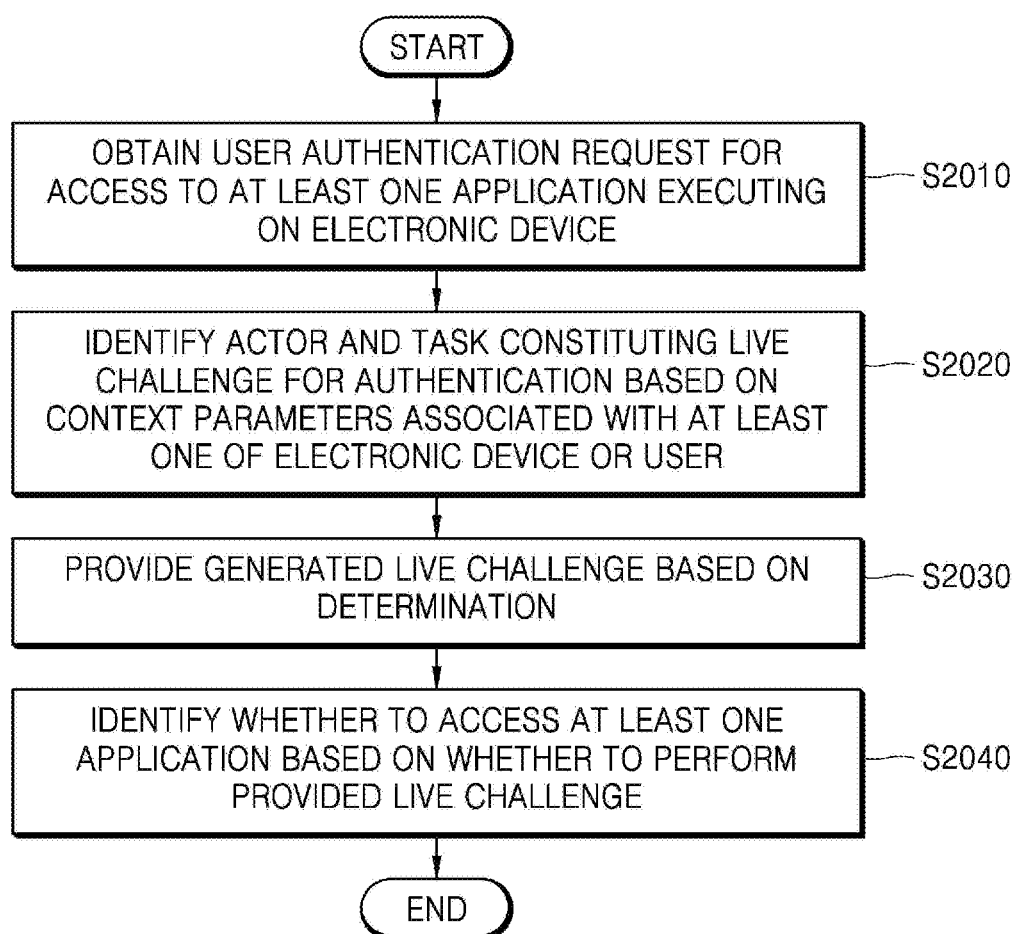 START
OBTAIN USER AUTHENTICATION REQUEST FOR
ACCESS TO AT LEAST ONE APPLICATION EXECUTING
ON ELECTRONIC DEVICE
S2010
IDENTIFY ACTOR AND TASK CONSTITUTING LIVE
CHALLENGE FOR AUTHENTICATION BASED ON
CONTEXT PARAMETERS ASSOCIATED WITH AT LEAST
ONE OF ELECTRONIC DEVICE OR USER
S2020
PROVIDE GENERATED LIVE CHALLENGE BASED ON
DETERMINATION
S2030
IDENTIFY WHETHER TO ACCESS AT LEAST ONE
APPLICATION BASED ON WHETHER TO PERFORM
PROVIDED LIVE CHALLENGE
S2040
END